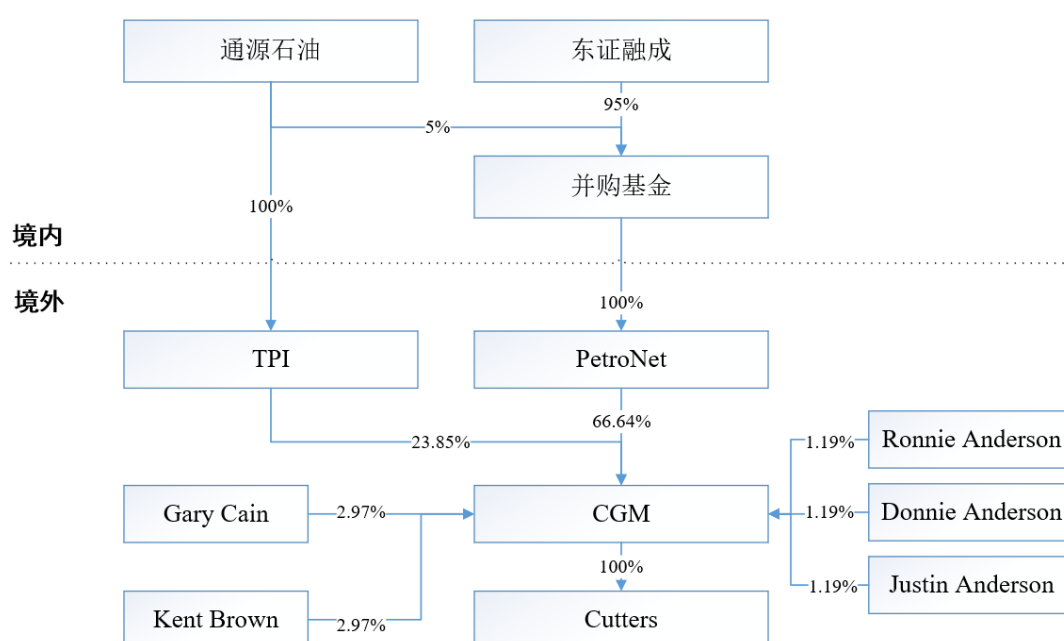 通源石油
东证融成
95%
5%
并购基金
100%
境内
境外
100%
TPI
PetroNet
66.64%
23.85%
1.19%
Ronnie Anderson
Gary Cain
2.97%
CGM
1.19%
Donnie Anderson
100%
1.19%
Justin Anderson
Kent Brown
2.97%
Cutters